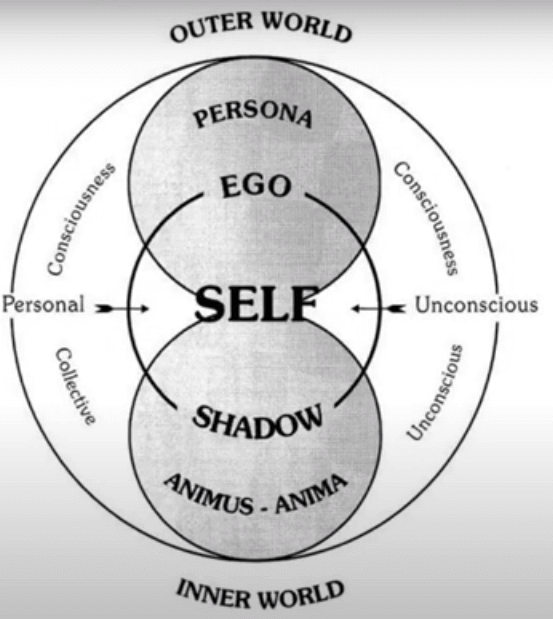 OUTER WORLD
PERSONA
EGO
Consciousness
Consciousness
Personal
SELF
Unconscious
Collective
Unconscious
SHADOW
ANIMUS - ANIMA
INNER WORLD